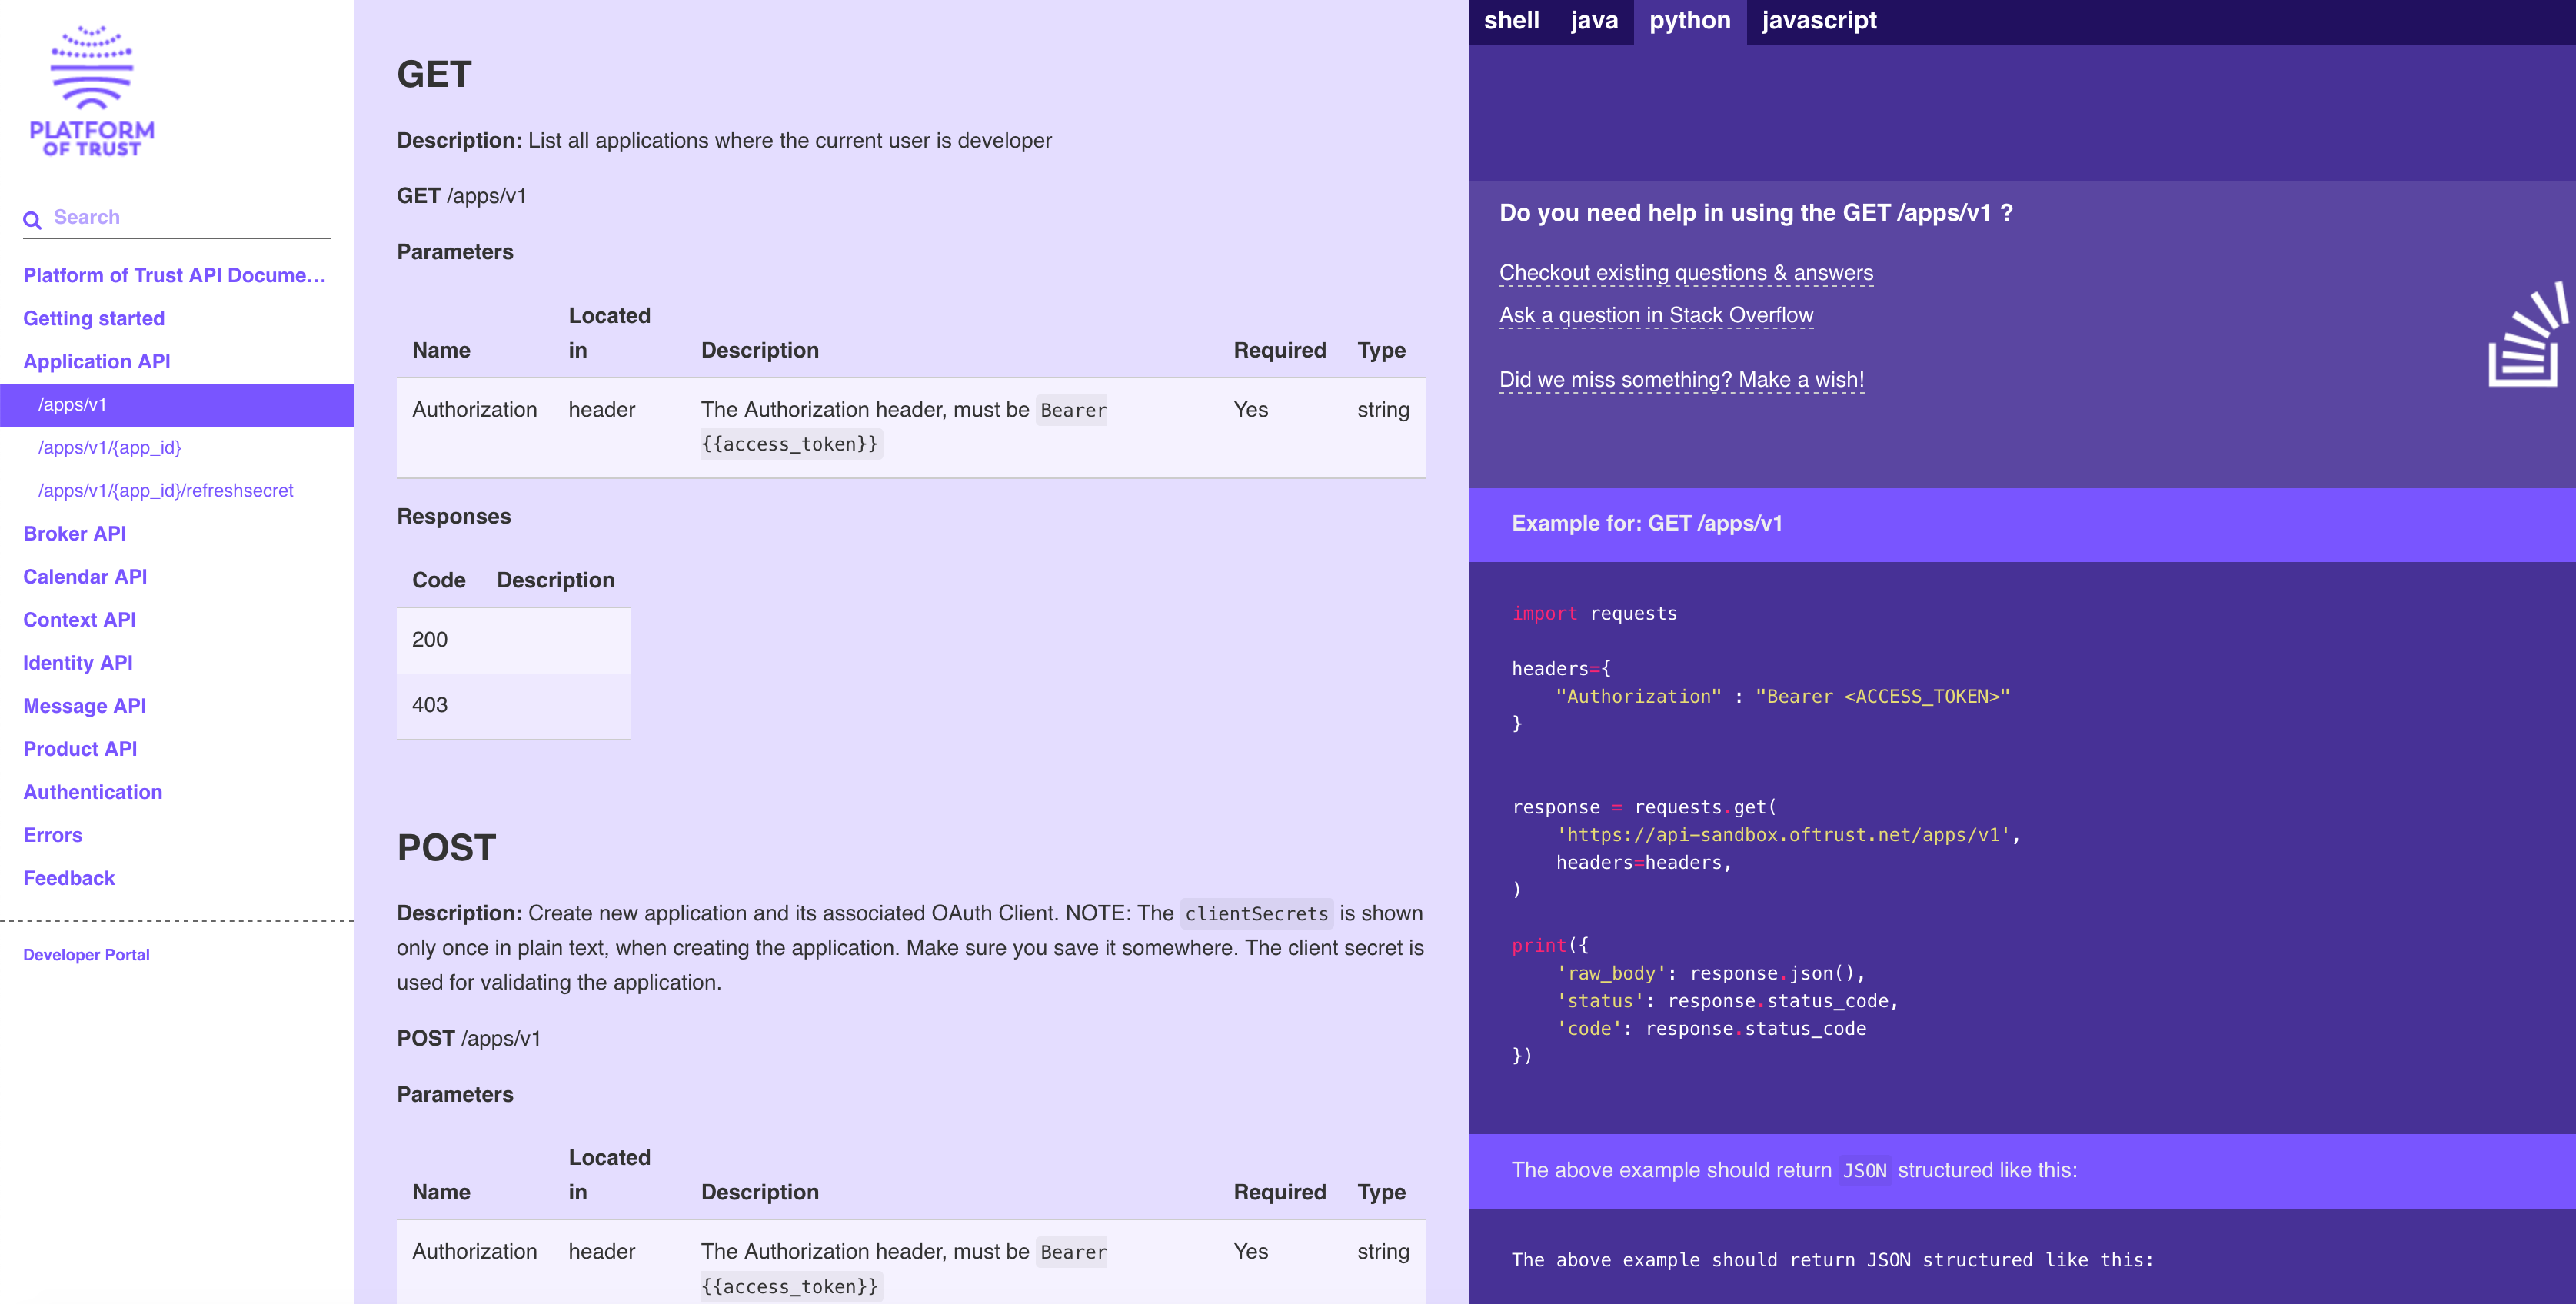 PLATFORM
OF TRUST
Search
Platform of Trust API Docume...
Getting started
Application API
/apps/v1
/apps/v1/{app_id}
/apps/v1/{app_id}/refreshsecret
Broker API
Calendar API
Context API
Identity API
Message API
Product API
Authentication
Errors
Feedback
Developer Portal
GET
Description: List all applications where the current user is developer
GET /apps/v1
Parameters
Name Located in Description Required Type
Authorization header The Authorization header, must be Bearer Yes string
{{access_token}}
Responses
Code Description
200
403
POST
Description: Create new application and its associated OAuth Client. NOTE: The clientSecrets is shown
only once in plain text, when creating the application. Make sure you save it somewhere. The client secret is
used for validating the application.
POST /apps/v1
Parameters
Name Located in Description Required Type
Authorization header The Authorization header, must be Bearer Yes string
{{access_token}}
shell java python javascript
Do you need help in using the GET /apps/v1 ?
Checkout existing questions & answers
Ask a question in Stack Overflow
Did we miss something? Make a wish!
Example for: GET /apps/v1
import requests
headers={
"Authorization" : "Bearer <ACCESS_TOKEN>"
}
response = requests.get(
'https://api-sandbox.oftrust.net/apps/v1',
headers=headers,
)
print({
'raw_body': response.json(),
'status': response.status_code,
'code': response.status_code
})
The above example should return JSON structured like this:
The above example should return JSON structured like this: